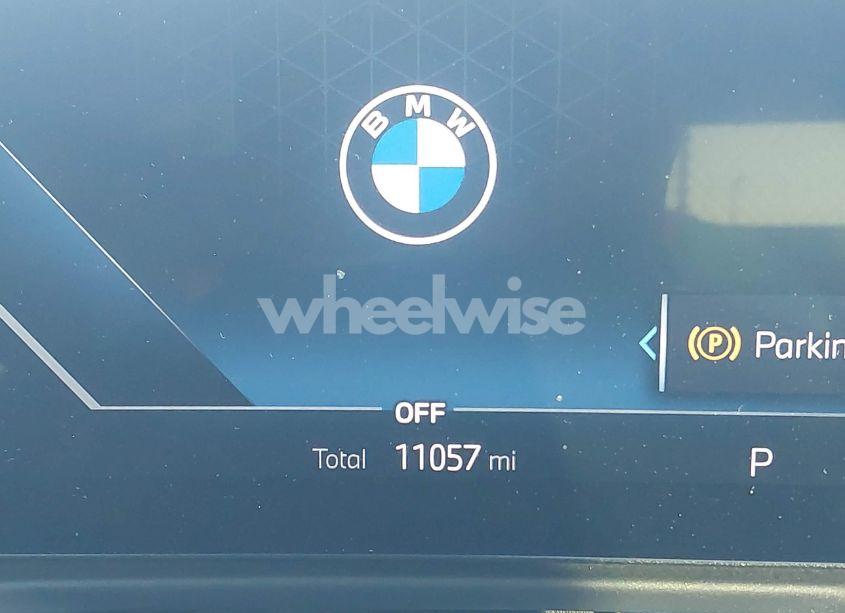 BMW
wheelwise
P Parkin
OFF
Total 11057 mi
P